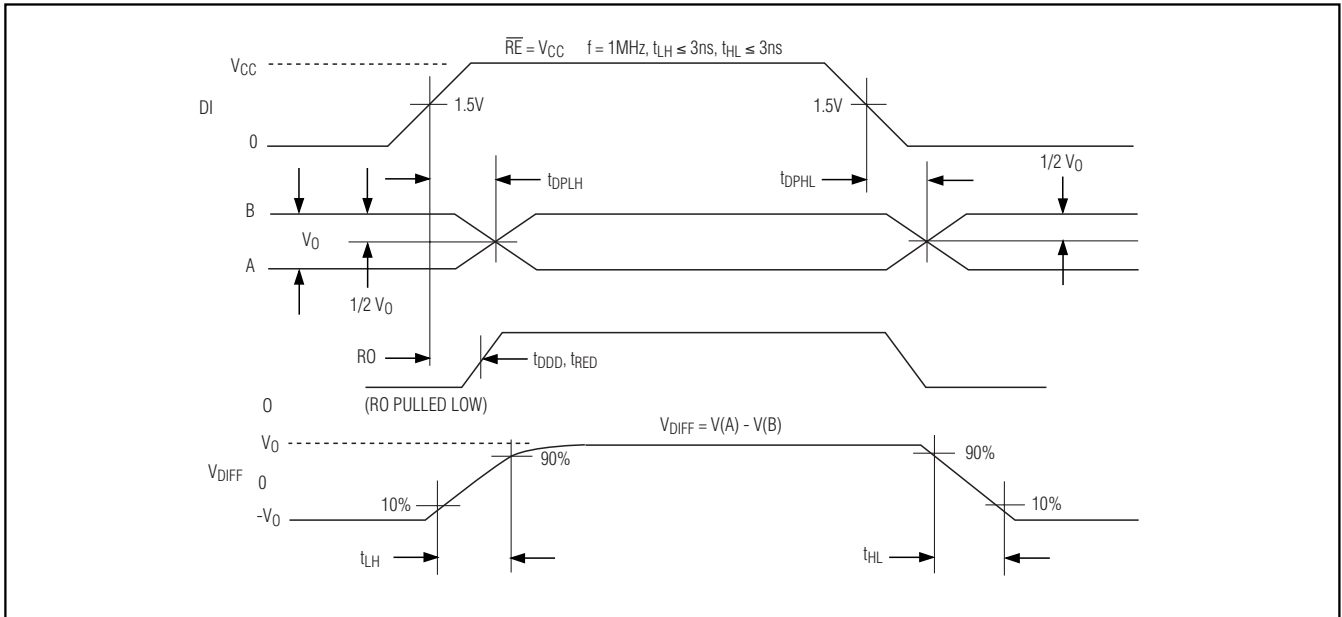 R̅E̅ = VCC f = 1MHz, tLH ≤ 3ns, tHL ≤ 3ns
VCC
DI
1.5V
1.5V
0
1/2 VO
tDPLH
tDPHL
B
VO
A
1/2 VO
RO
tDDD, tRED
O
(RO PULLED LOW)
VDIFF = V(A) - V(B)
VO
90%
90%
VDIFF
0
10%
10%
-VO
tLH
tHL